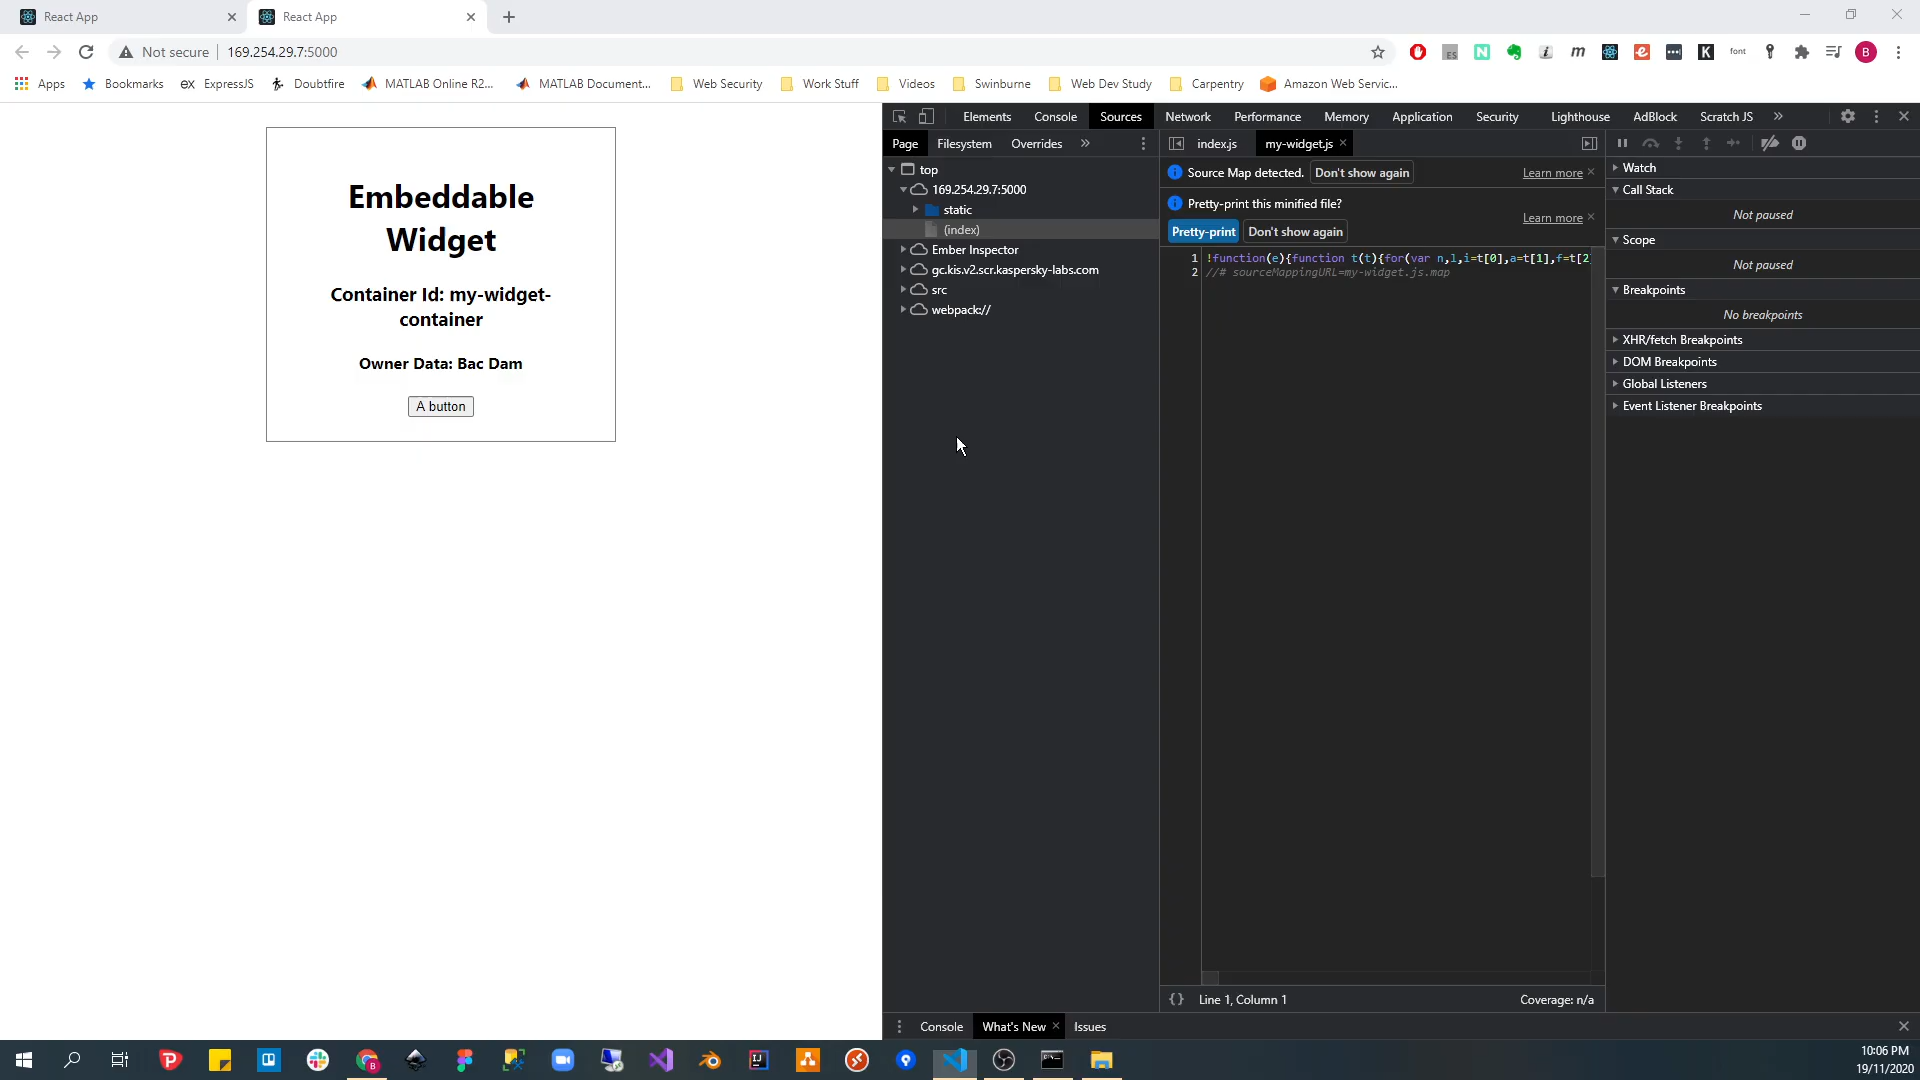 React App
React App
Not secure
169.254.29.7:5000
font
B
Apps
Bookmarks
ex ExpressJS
Doubtfire
MATLAB Online R2...
MATLAB Document...
Web Security
Work Stuff
Videos
Swinburne
Web Dev Study
Carpentry
Amazon Web Servic...
Elements
Console
Sources
Network
Performance
Memory
Application
Security
Lighthouse
AdBlock
Scratch JS
Page
Filesystem
Overrides
index.js
my-widget.js
top
169.254.29.7:5000
static
(index)
Ember Inspector
gc.kis.v2.scr.kaspersky-labs.com
src
webpack://
Source Map detected.
Don't show again
Learn more
Pretty-print this minified file?
Learn more
Pretty-print
Don't show again
1 !function(e){function t(t){for(var n,l,i=t[0],a=t[1],f=t[2]
2 //# sourceMappingURL=my-widget.js.map
Watch
Call Stack
Not paused
Scope
Not paused
Breakpoints
No breakpoints
XHR/fetch Breakpoints
DOM Breakpoints
Global Listeners
Event Listener Breakpoints
Embeddable
Widget
Container Id: my-widget-
container
Owner Data: Bac Dam
A button
{} Line 1, Column 1
Coverage: n/a
Console
What's New
Issues
10:06 PM
19/11/2020